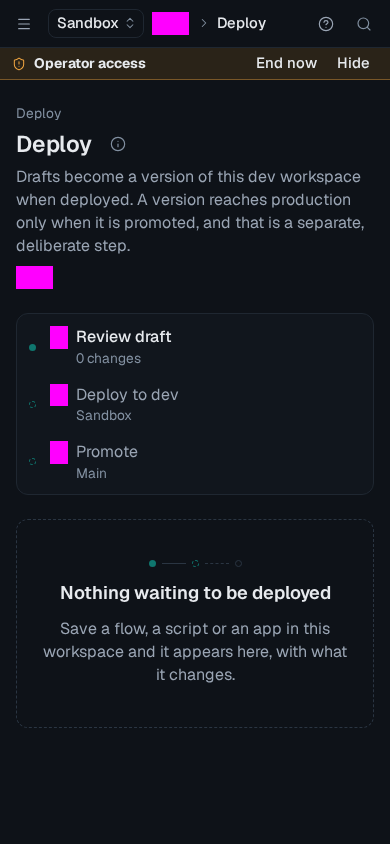 Sandbox
Deploy
Operator access
End now
Hide
Deploy
Deploy
Drafts become a version of this dev workspace
when deployed. A version reaches production
only when it is promoted, and that is a separate,
deliberate step.
Review draft
0 changes
Deploy to dev
Sandbox
Promote
Main
Nothing waiting to be deployed
Save a flow, a script or an app in this
workspace and it appears here, with what
it changes.